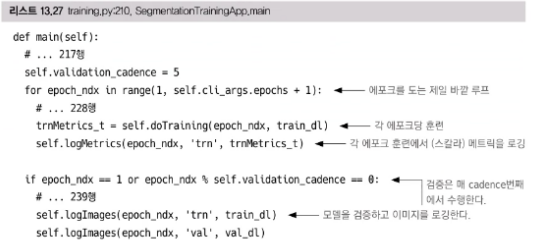 리스트 13.27 training.py:210, SegmentationTrainingApp.main
def main(self):
# ... 217행
self.validation_cadence = 5
for epoch_ndx in range(1, self.cli_args.epochs + 1): 에포크를 도는 제일 바깥 루프
# ... 228행
trnMetrics_t = self.doTraining(epoch_ndx, train_dl) 각 에포크당 훈련
self.logMetrics(epoch_ndx, 'trn', trnMetrics_t) 각 에포크 훈련에서 (스칼라) 메트릭을 로깅
if epoch_ndx == 1 or epoch_ndx % self.validation_cadence == 0: 검증은 매 cadence번째
# ... 239행 에서 수행한다.
self.logImages(epoch_ndx, 'trn', train_dl) 모델을 검증하고 이미지를 로깅한다.
self.logImages(epoch_ndx, 'val', val_dl)